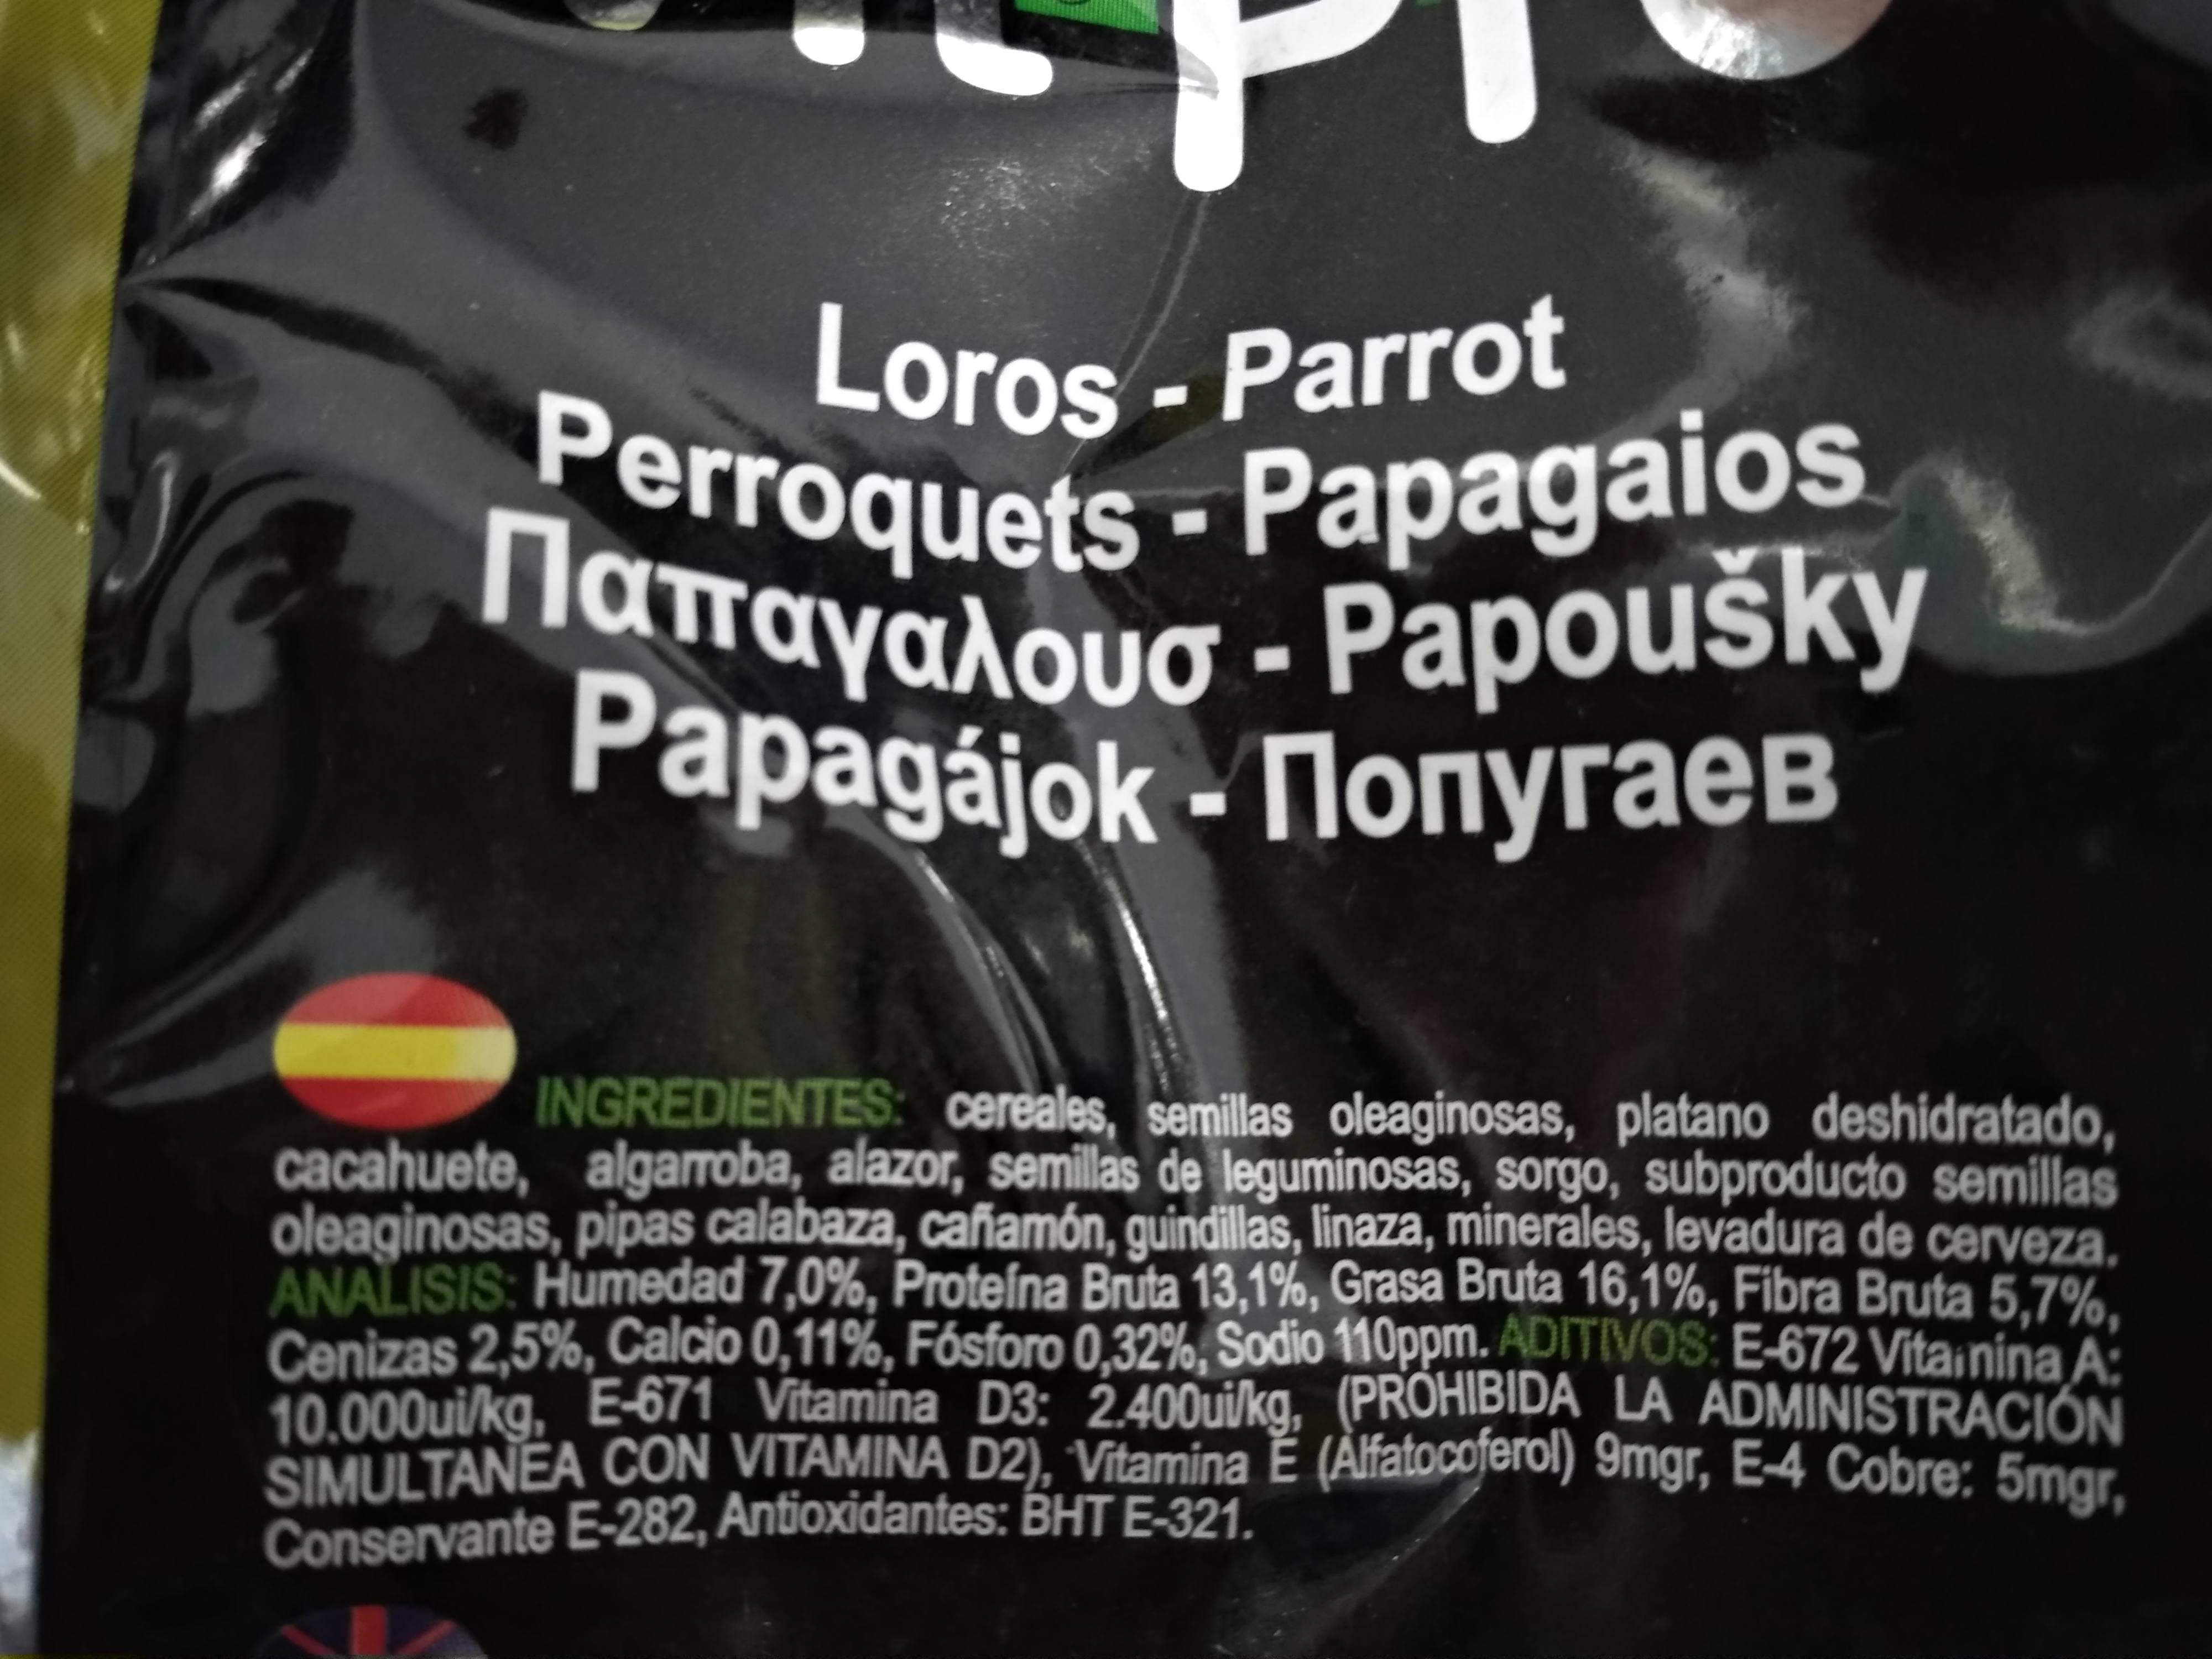 Loros - Parrot
Perroquets - Papagaios
Παπαγαλουσ - Papoušky
Papagájok - Попугаев
INGREDIENTES: cereales, semillas oleaginosas, platano deshidratado,
cacahuete, algarroba, alazor, semillas de leguminosas, sorgo, subproducto semillas
oleaginosas, pipas calabaza, cañamón, guindillas, linaza, minerales, levadura de cerveza.
ANALISIS: Humedad 7,0%, Proteína Bruta 13,1%, Grasa Bruta 16,1%, Fibra Bruta 5,7%,
Cenizas 2,5%, Calcio 0,11%, Fósforo 0,32%, Sodio 110ppm. ADITIVOS: E-672 Vitamina A:
10.000ui/kg, E-671 Vitamina D3: 2.400ui/kg, (PROHIBIDA LA ADMINISTRACIÓN
SIMULTANEA CON VITAMINA D2), Vitamina E (Alfatocoferol) 9mgr, E-4 Cobre: 5mgr,
Conservante E-282, Antioxidantes: BHT E-321.